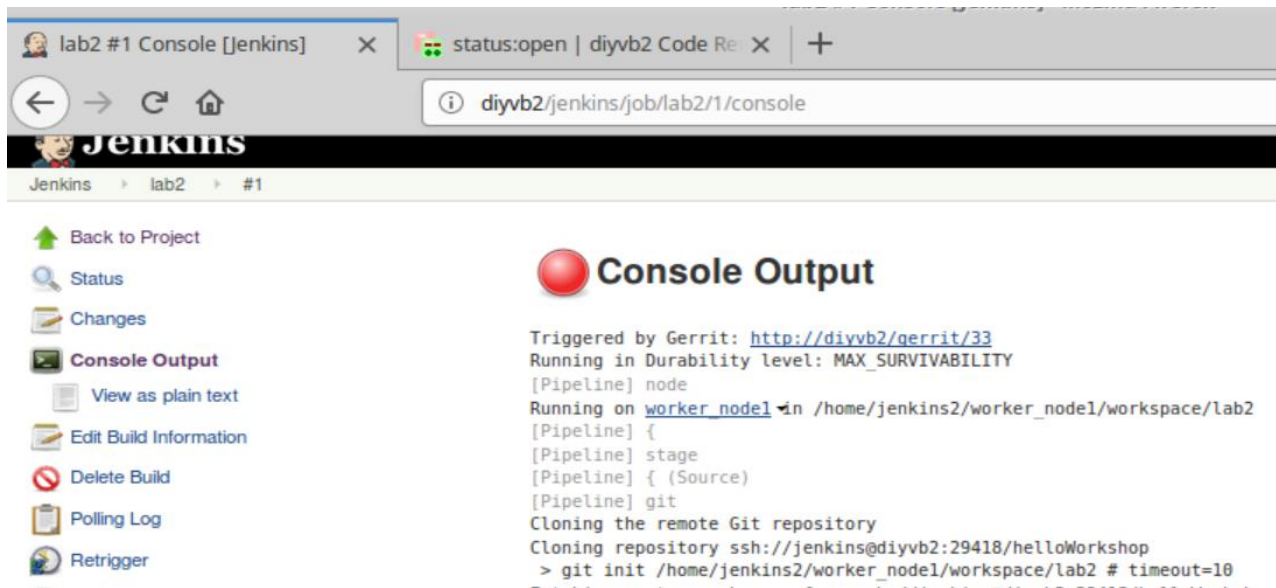 lab2 #1 Console [Jenkins]
status:open | diyvb2 Code Re
diyvb2/jenkins/job/lab2/1/console
Jenkins
Jenkins lab2 #1
Back to Project
Status
Changes
Console Output
View as plain text
Edit Build Information
Delete Build
Polling Log
Retrigger
Console Output
Triggered by Gerrit: http://diyvb2/gerrit/33
Running in Durability level: MAX_SURVIVABILITY
[Pipeline] node
Running on worker_node1 in /home/jenkins2/worker_node1/workspace/lab2
[Pipeline] {
[Pipeline] stage
[Pipeline] { (Source)
[Pipeline] git
Cloning the remote Git repository
Cloning repository ssh://jenkins@diyvb2:29418/helloWorkshop
> git init /home/jenkins2/worker_node1/workspace/lab2 # timeout=10